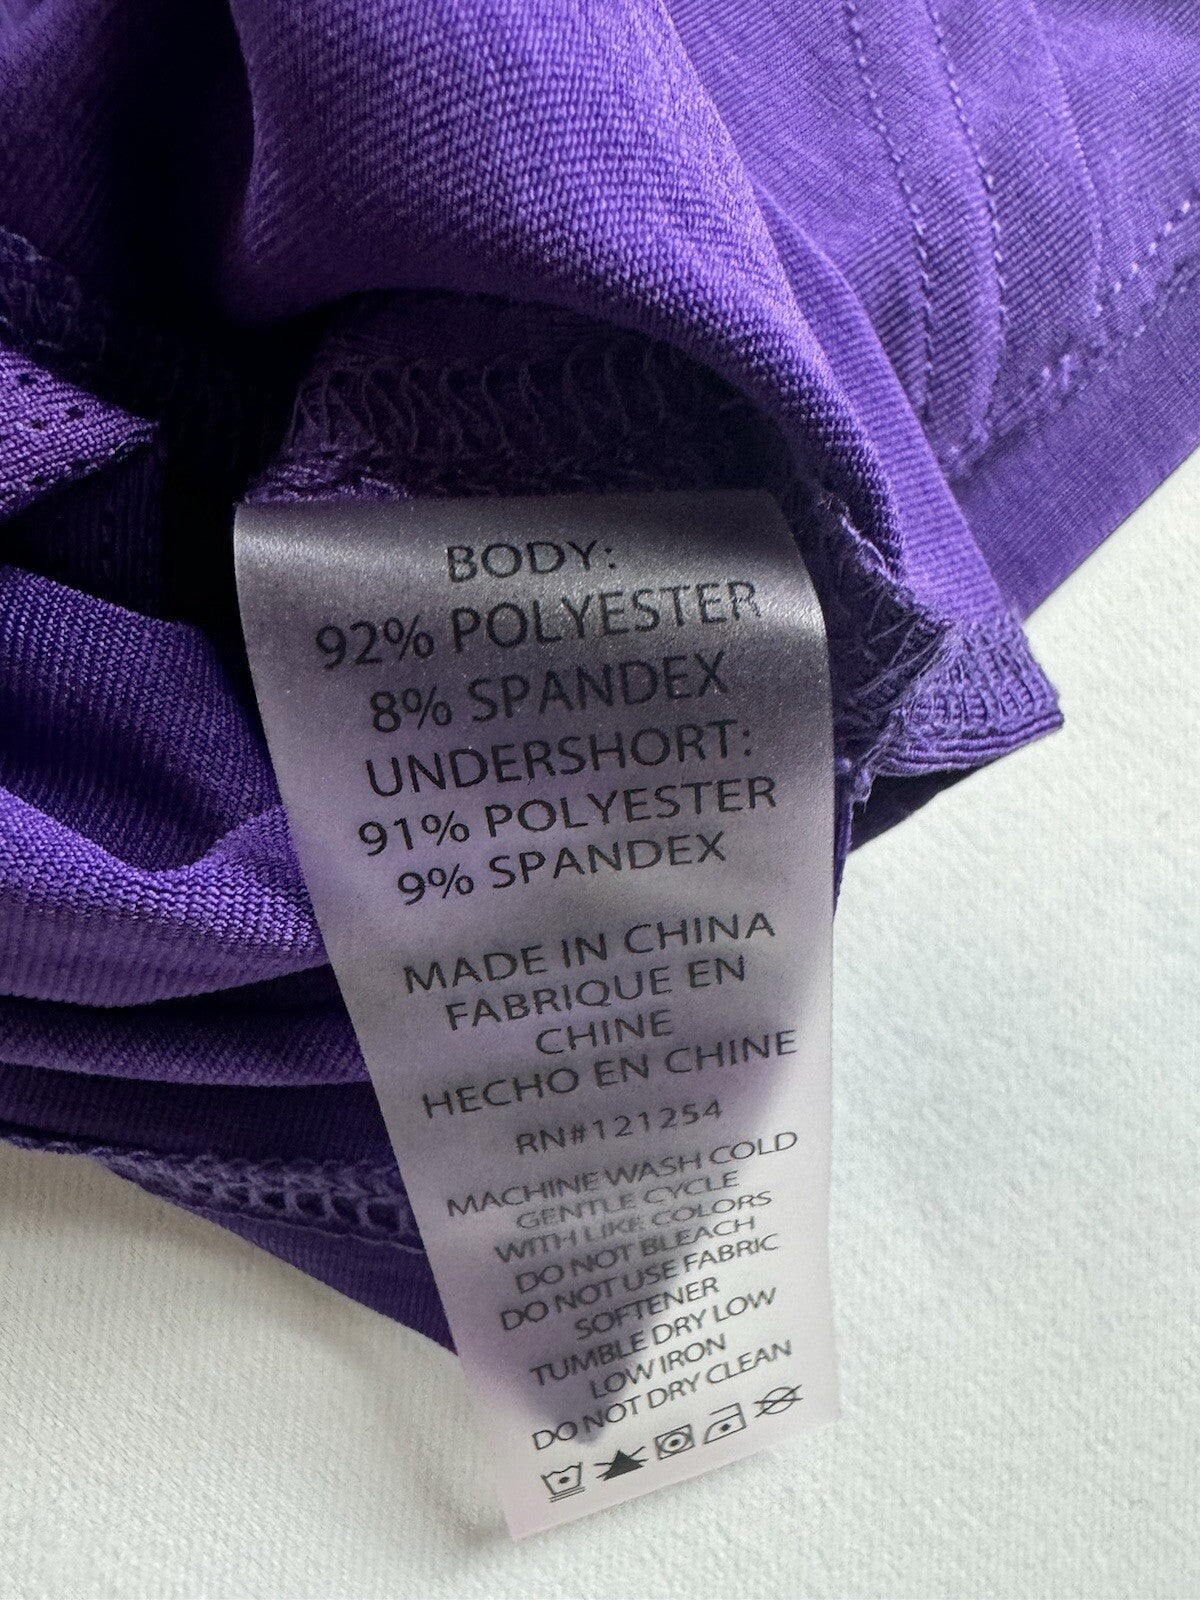 BODY:
92% POLYESTER
8% SPANDEX
UNDERSHORT:
91% POLYESTER
9% SPANDEX
MADE IN CHINA
FABRIQUE EN
CHINE
HECHO EN CHINE
RN#121254
MACHINE WASH COLD
GENTLE CYCLE
WITH LIKE COLORS
DO NOT BLEACH
DO NOT USE FABRIC
SOFTENER
TUMBLE DRY LOW
LOW IRON
DO NOT DRY CLEAN